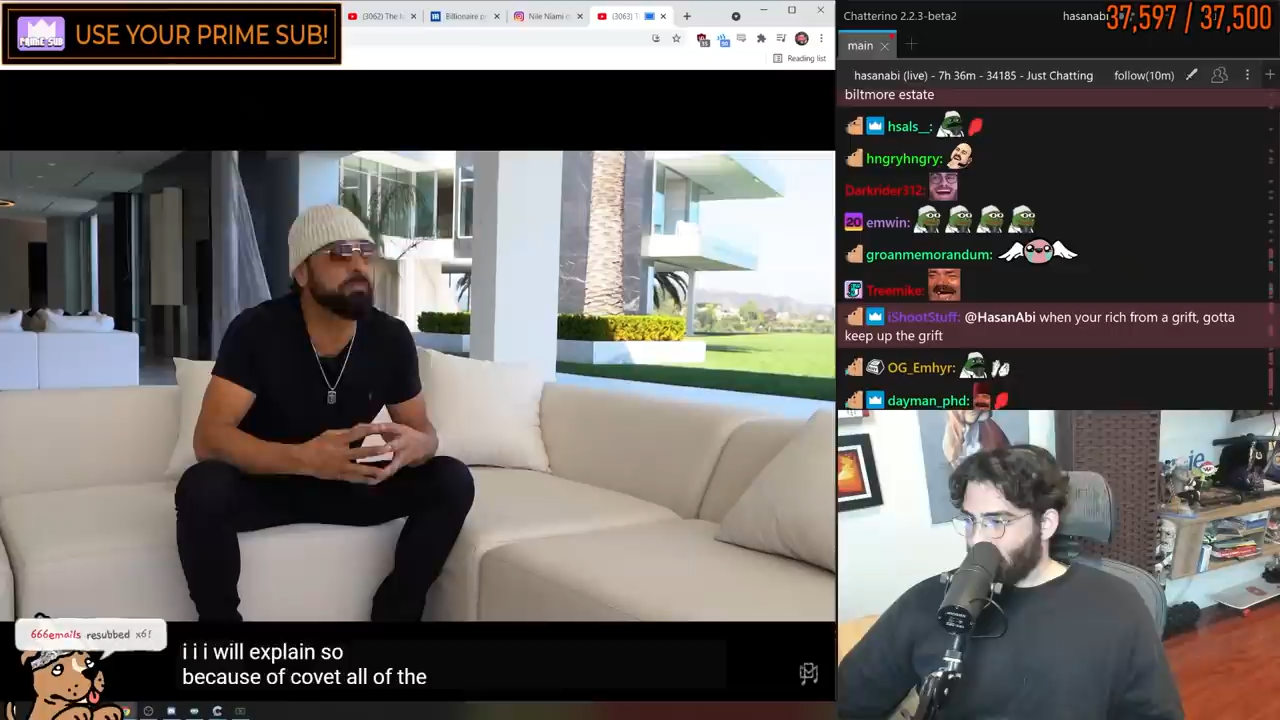 USE YOUR PRIME SUB!
(3062) The
Billionaire p
Nile Niami
(3063) T
Reading list
Chatterino 2.2.3-beta2
hasanabi
37,597 / 37,500
main
hasanabi (live) - 7h 36m - 34185 - Just Chatting
follow(10m)
biltmore estate
hsals__:
hngryhngry:
Darkrider312:
20 emwin:
groanmemorandum:
Treemike:
iShootStuff: @HasanAbi when your rich from a grift, gotta
keep up the grift
OG_Emhyr:
dayman_phd:
666emails resubbed x6!
i i i will explain so
because of covet all of the